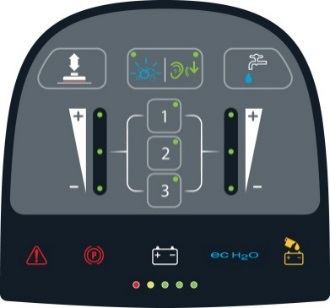 + 1 +
2
- 3 -
(P) - + ec H₂O - +